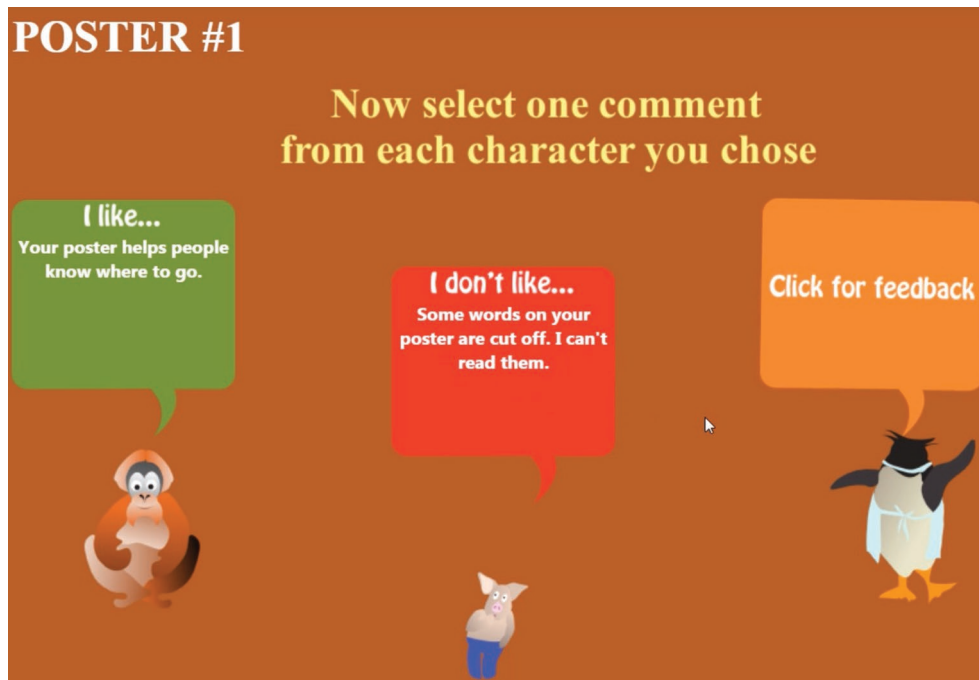 POSTER #1
Now select one comment
from each character you chose
I like...
Your poster helps people
know where to go.
I don't like...
Some words on your
poster are cut off. I can't
read them.
Click for feedback